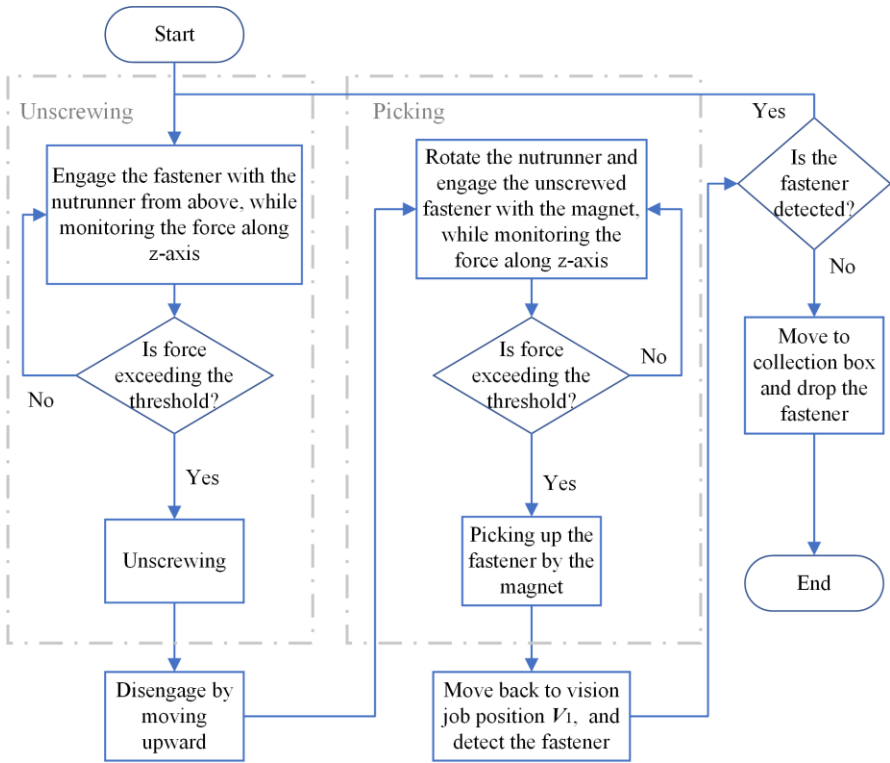 Start
Unscrewing
Engage the fastener with the
nutrunner from above, while
monitoring the force along
z-axis
Is force
exceeding the
threshold?
No
Yes
Unscrewing
Disengage by
moving
upward
Picking
Rotate the nutrunner and
engage the unscrewed
fastener with the magnet,
while monitoring the
force along z-axis
Is force
exceeding the
threshold?
No
Yes
Picking up the
fastener by the
magnet
Move back to vision
job position V1, and
detect the fastener
Yes
Is the
fastener
detected?
No
Move to
collection box
and drop the
fastener
End